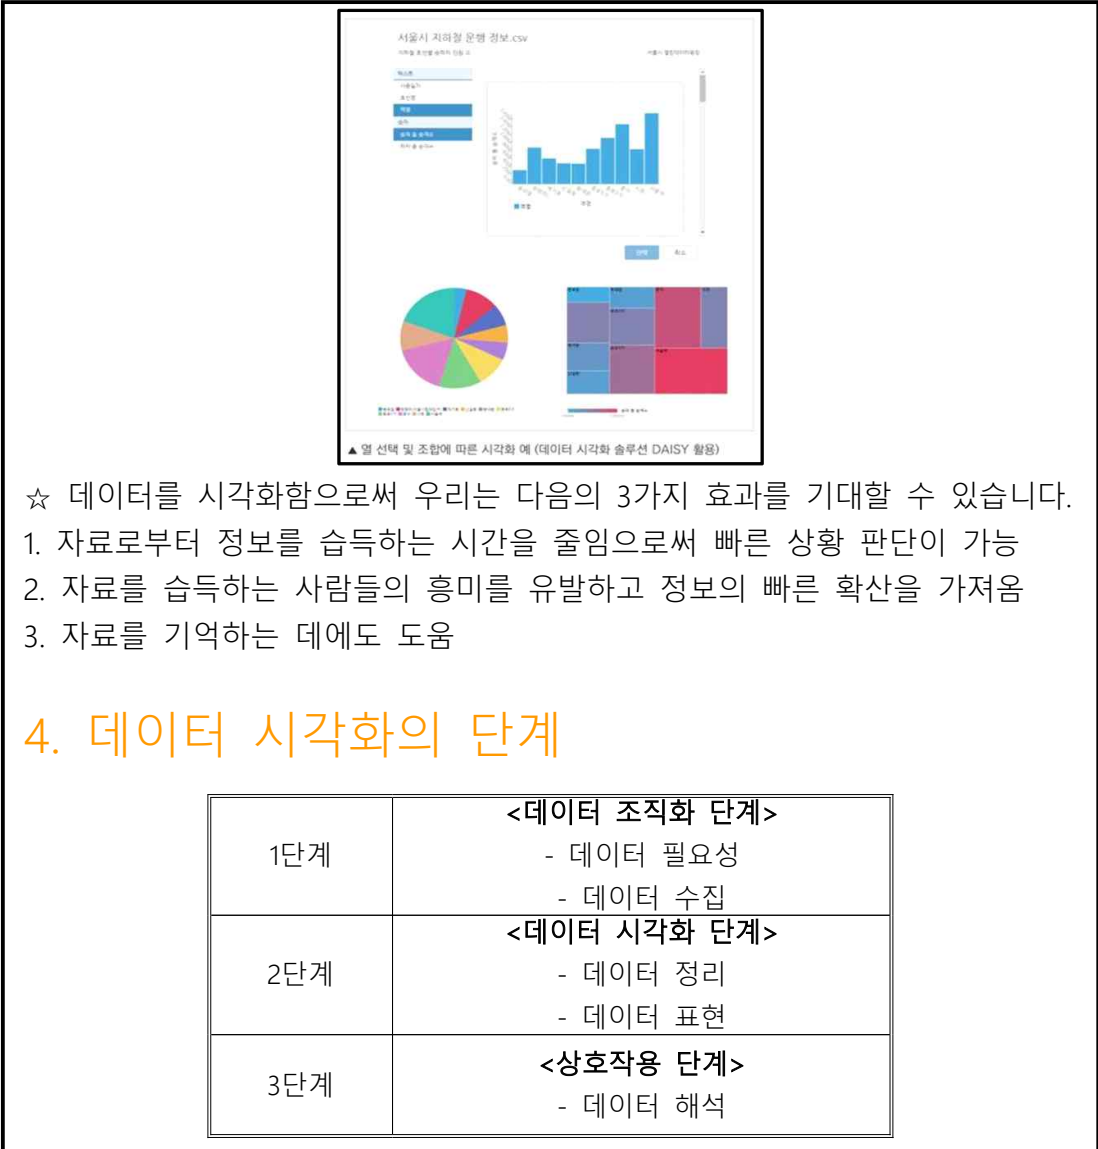 서울시 지하철 운행 정보.csv
▲ 열 선택 및 조합에 따른 시각화 예 (데이터 시각화 솔루션 DAISY 활용)
☆ 데이터를 시각화함으로써 우리는 다음의 3가지 효과를 기대할 수 있습니다.
1. 자료로부터 정보를 습득하는 시간을 줄임으로써 빠른 상황 판단이 가능
2. 자료를 습득하는 사람들의 흥미를 유발하고 정보의 빠른 확산을 가져옴
3. 자료를 기억하는 데에도 도움
4. 데이터 시각화의 단계
1단계
<데이터 조직화 단계>
- 데이터 필요성
- 데이터 수집
2단계
<데이터 시각화 단계>
- 데이터 정리
- 데이터 표현
3단계
<상호작용 단계>
- 데이터 해석